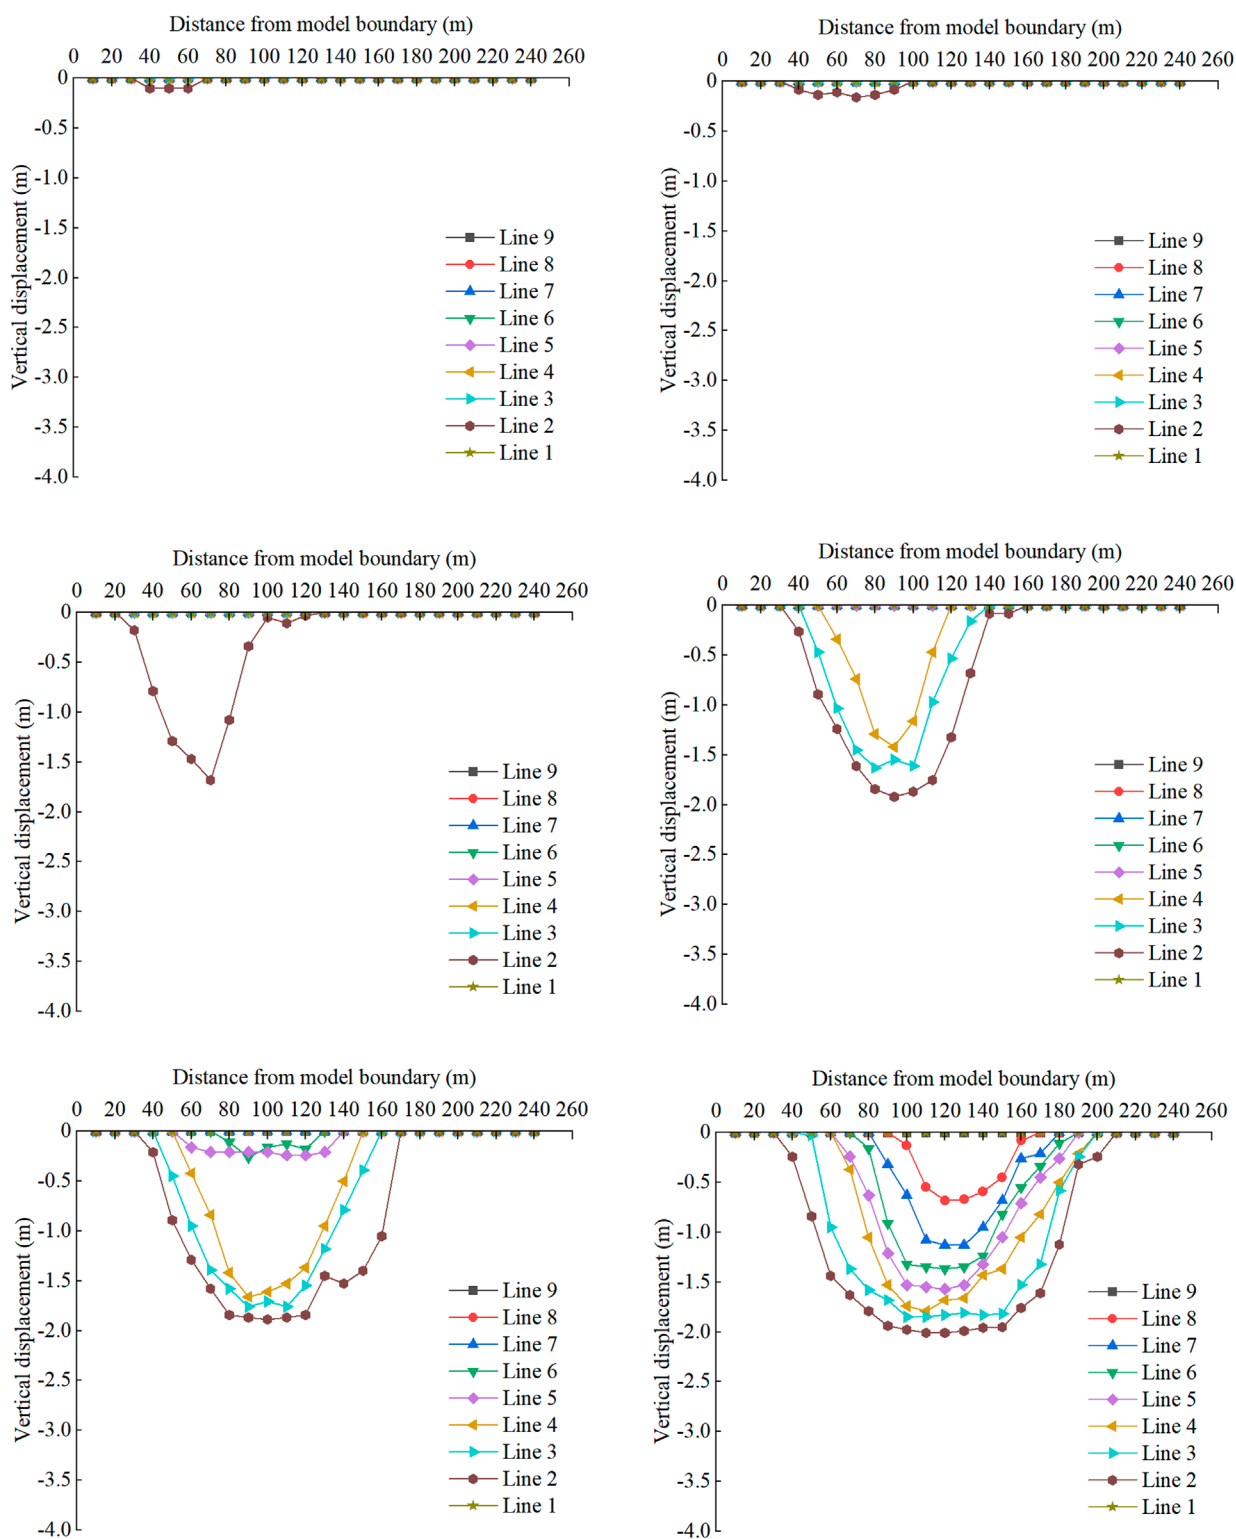 Distance from model boundary (m)
0 20 40 60 80 100 120 140 160 180 200 220 240 260
0
-0.5
-1.0
-1.5
-2.0
-2.5
-3.0
-3.5
-4.0
Vertical displacement (m)
Line 9
Line 8
Line 7
Line 6
Line 5
Line 4
Line 3
Line 2
Line 1
Distance from model boundary (m)
0 20 40 60 80 100 120 140 160 180 200 220 240 260
0
-0.5
-1.0
-1.5
-2.0
-2.5
-3.0
-3.5
-4.0
Vertical displacement (m)
Line 9
Line 8
Line 7
Line 6
Line 5
Line 4
Line 3
Line 2
Line 1
Distance from model boundary (m)
0 20 40 60 80 100 120 140 160 180 200 220 240 260
0
-0.5
-1.0
-1.5
-2.0
-2.5
-3.0
-3.5
-4.0
Vertical displacement (m)
Line 9
Line 8
Line 7
Line 6
Line 5
Line 4
Line 3
Line 2
Line 1
Distance from model boundary (m)
0 20 40 60 80 100 120 140 160 180 200 220 240 260
0
-0.5
-1.0
-1.5
-2.0
-2.5
-3.0
-3.5
-4.0
Vertical displacement (m)
Line 9
Line 8
Line 7
Line 6
Line 5
Line 4
Line 3
Line 2
Line 1
Distance from model boundary (m)
0 20 40 60 80 100 120 140 160 180 200 220 240 260
0
-0.5
-1.0
-1.5
-2.0
-2.5
-3.0
-3.5
-4.0
Vertical displacement (m)
Line 9
Line 8
Line 7
Line 6
Line 5
Line 4
Line 3
Line 2
Line 1
Distance from model boundary (m)
0 20 40 60 80 100 120 140 160 180 200 220 240 260
0
-0.5
-1.0
-1.5
-2.0
-2.5
-3.0
-3.5
-4.0
Vertical displacement (m)
Line 9
Line 8
Line 7
Line 6
Line 5
Line 4
Line 3
Line 2
Line 1